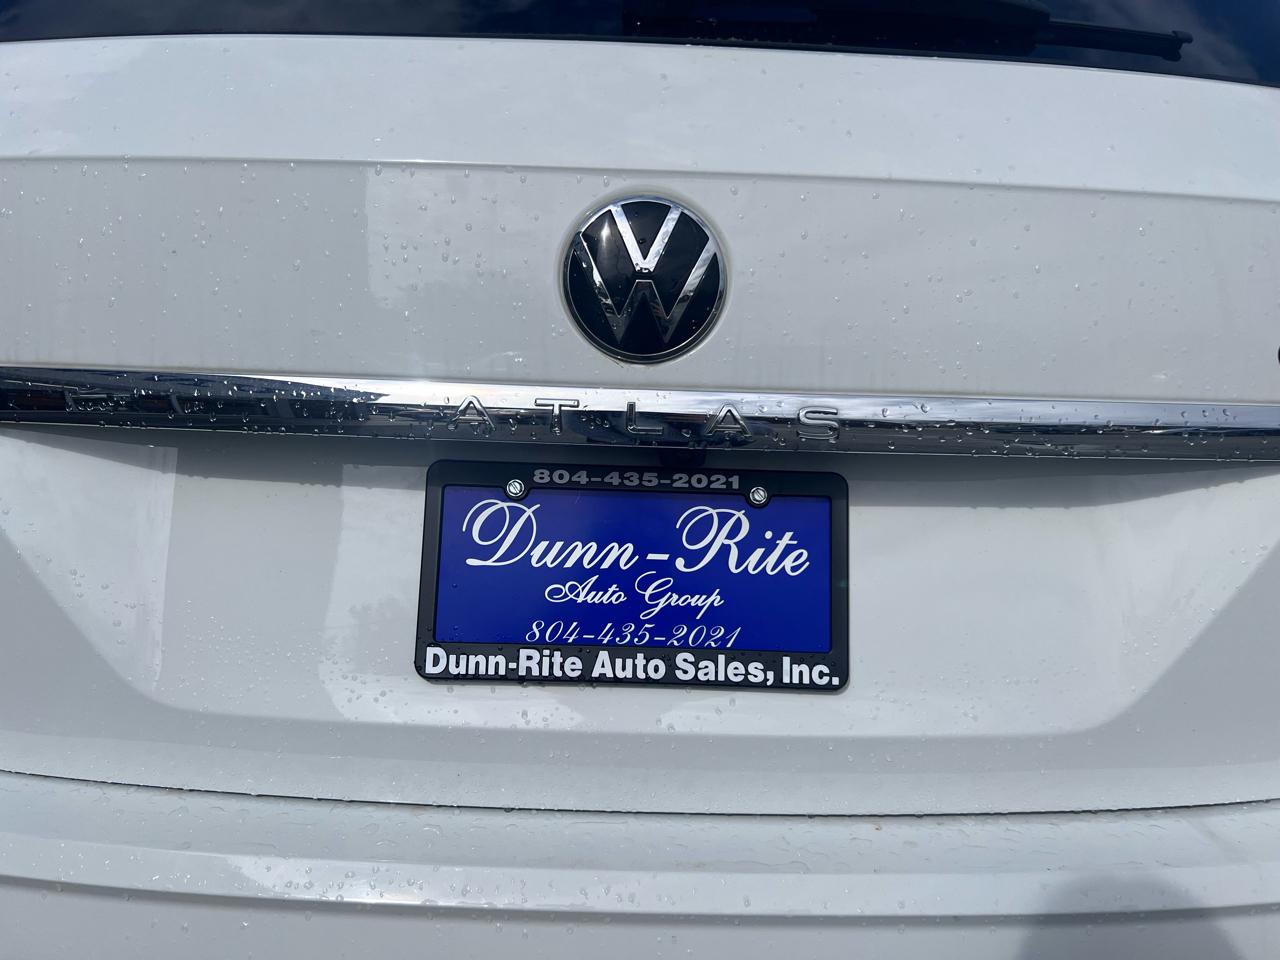 ATLAS
804-435-2021
Dunn-Rite
Auto Group
804-435-2021
Dunn-Rite Auto Sales, Inc.